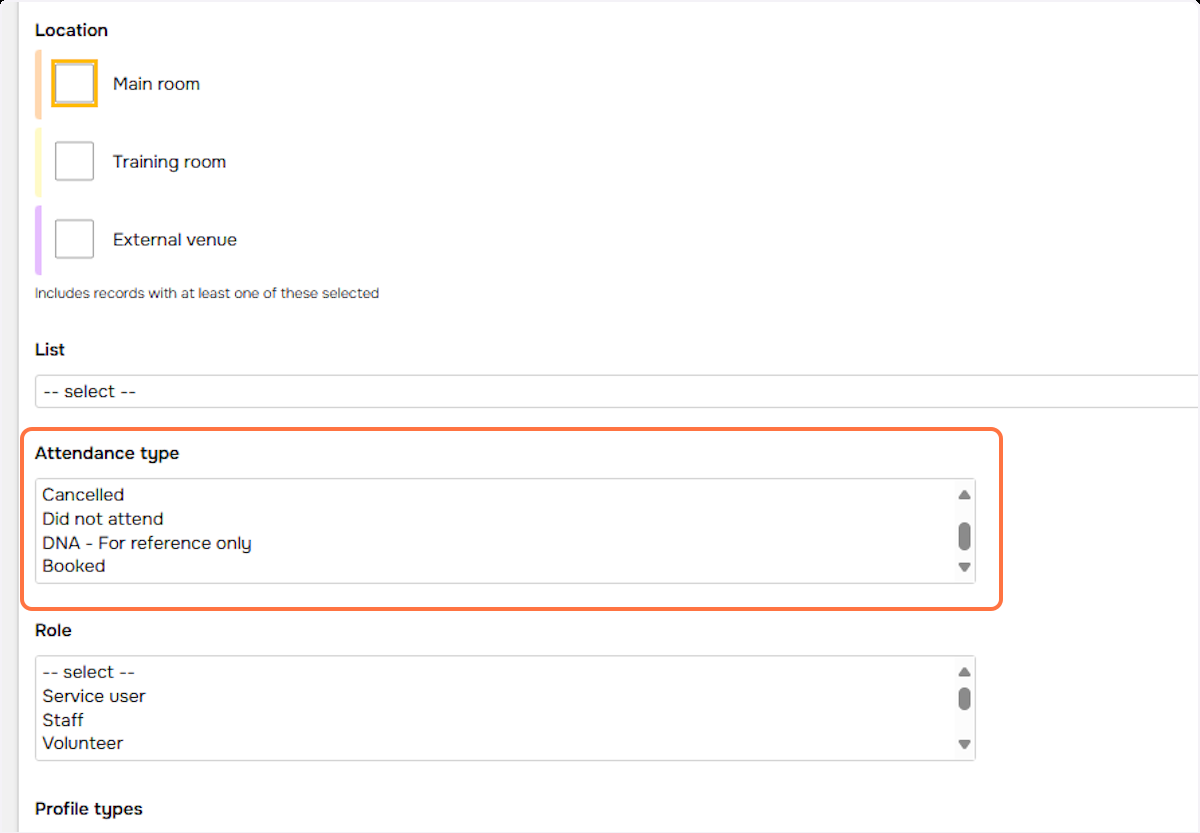 Location
Main room
Training room
External venue
Includes records with at least one of these selected
List
-- select --
Attendance type
Cancelled
Did not attend
DNA - For reference only
Booked
Role
-- select --
Service user
Staff
Volunteer
Profile types